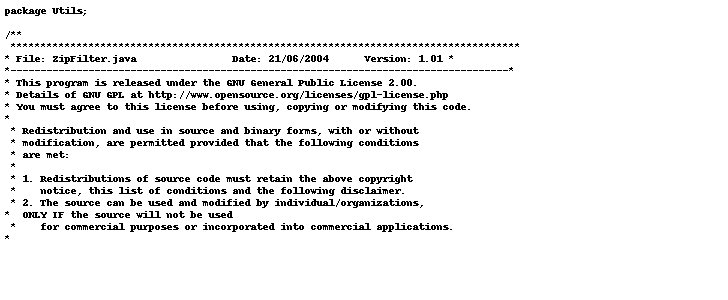 package Utils;
/**
*************************************************************************************
* File: ZipFilter.java Date: 21/06/2004 Version: 1.01 *
*-----------------------------------------------------------------------------------*
* This program is released under the GNU General Public License 2.00.
* Details of GNU GPL at http://www.opensource.org/licenses/gpl-license.php
* You must agree to this license before using, copying or modifying this code.
*
* Redistribution and use in source and binary forms, with or without
* modification, are permitted provided that the following conditions
* are met:
*
* 1. Redistributions of source code must retain the above copyright
* notice, this list of conditions and the following disclaimer.
* 2. The source can be used and modified by individual/organizations,
* ONLY IF the source will not be used
* for commercial purposes or incorporated into commercial applications.
*